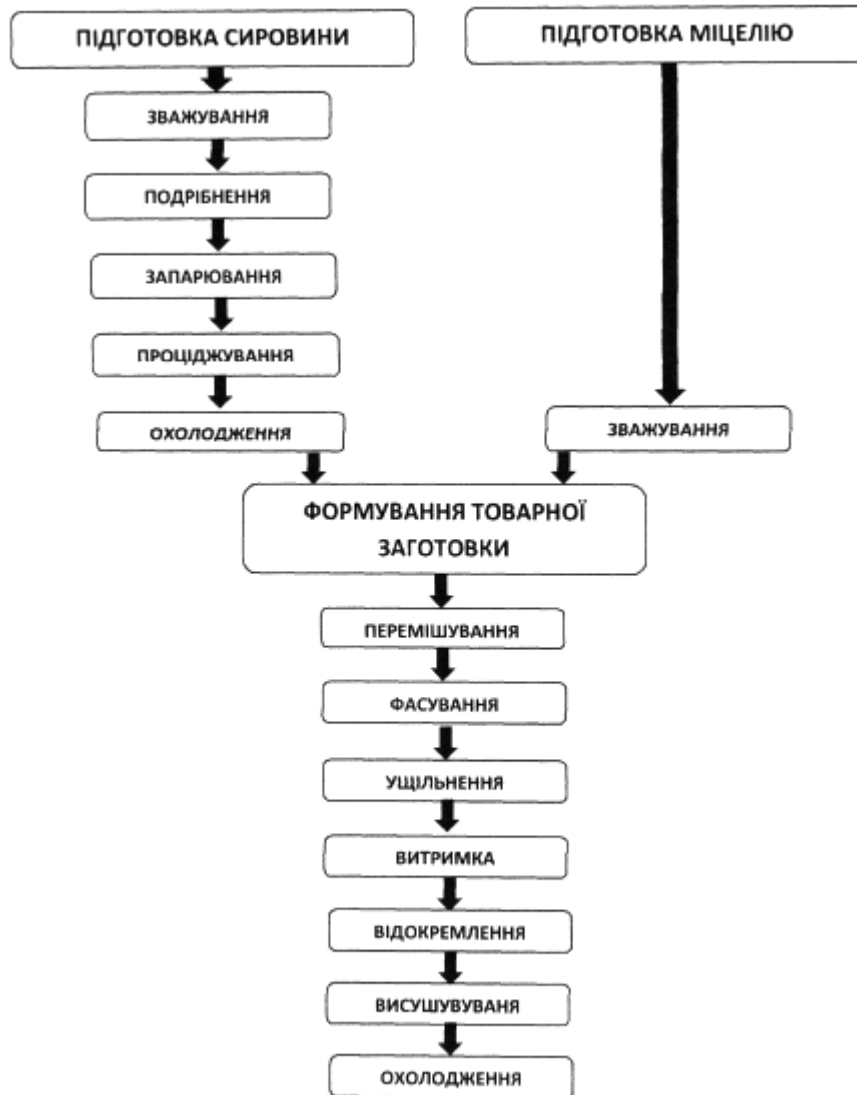 ПІДГОТОВКА СИРОВИНИ
ПІДГОТОВКА МІЦЕЛІЮ
ЗВАЖУВАННЯ
ПОДРІБНЕННЯ
ЗАПАРЮВАННЯ
ПРОЦІДЖУВАННЯ
ОХОЛОДЖЕННЯ
ЗВАЖУВАННЯ
ФОРМУВАННЯ ТОВАРНОЇ
ЗАГОТОВКИ
ПЕРЕМІШУВАННЯ
ФАСУВАННЯ
УЩІЛЬНЕННЯ
ВИТРИМКА
ВІДОКРЕМЛЕННЯ
ВИСУШУВУВАНЯ
ОХОЛОДЖЕННЯ